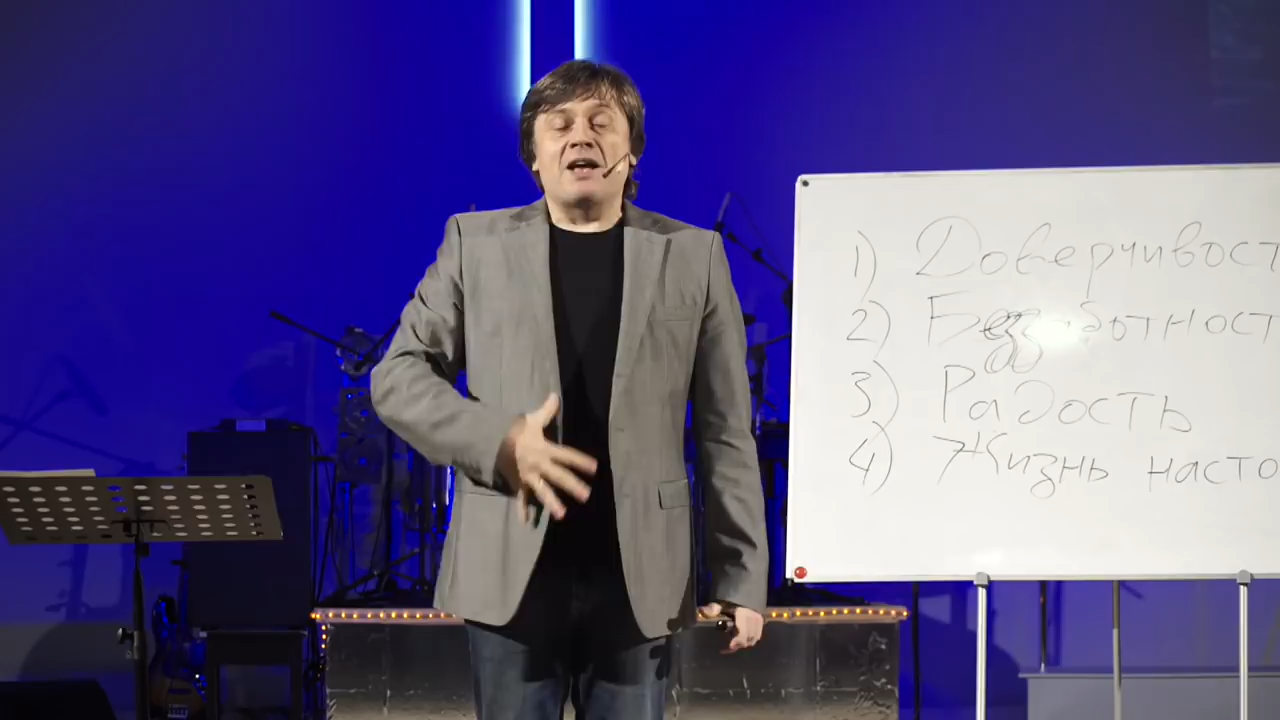 1) Доверчивост
2) Беззаботност
3) Радость
4) Жизнь насто